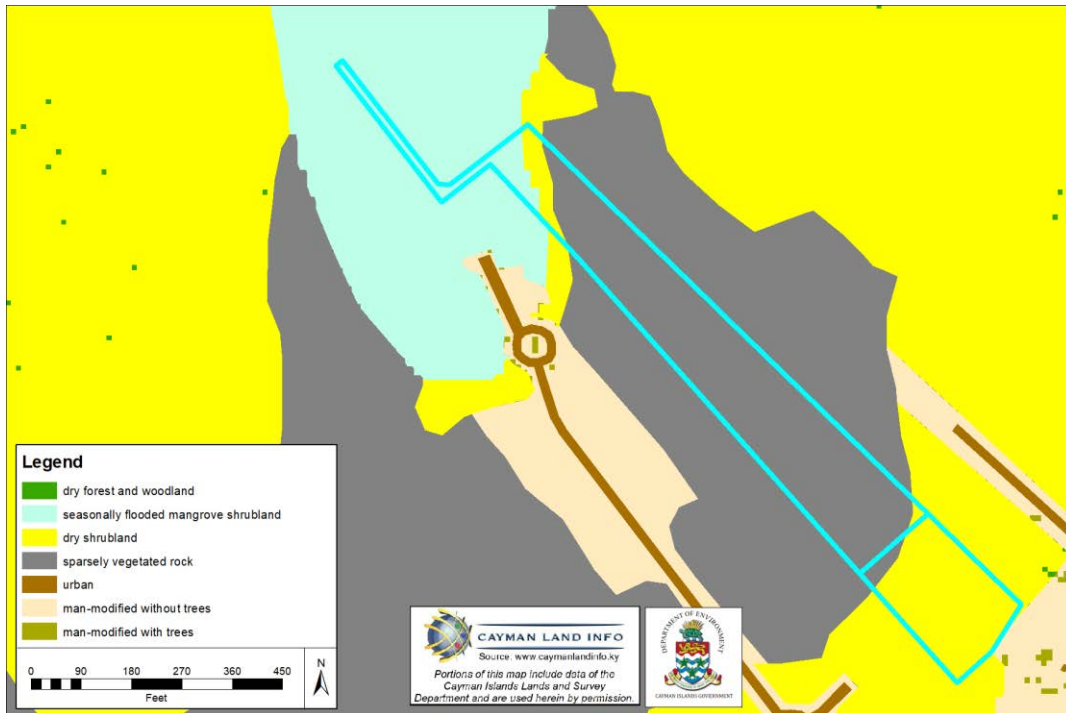 Legend
dry forest and woodland
seasonally flooded mangrove shrubland
dry shrubland
sparsely vegetated rock
urban
man-modified without trees
man-modified with trees
0 90 180 270 360 450
Feet
N
CAYMAN LAND INFO
Source: www.caymanlandinfo.ky
Portions of this map include data of the
Cayman Islands Lands and Survey
Department and are used herein by permission.
DEPARTMENT OF ENVIRONMENT
CAYMAN ISLANDS GOVERNMENT